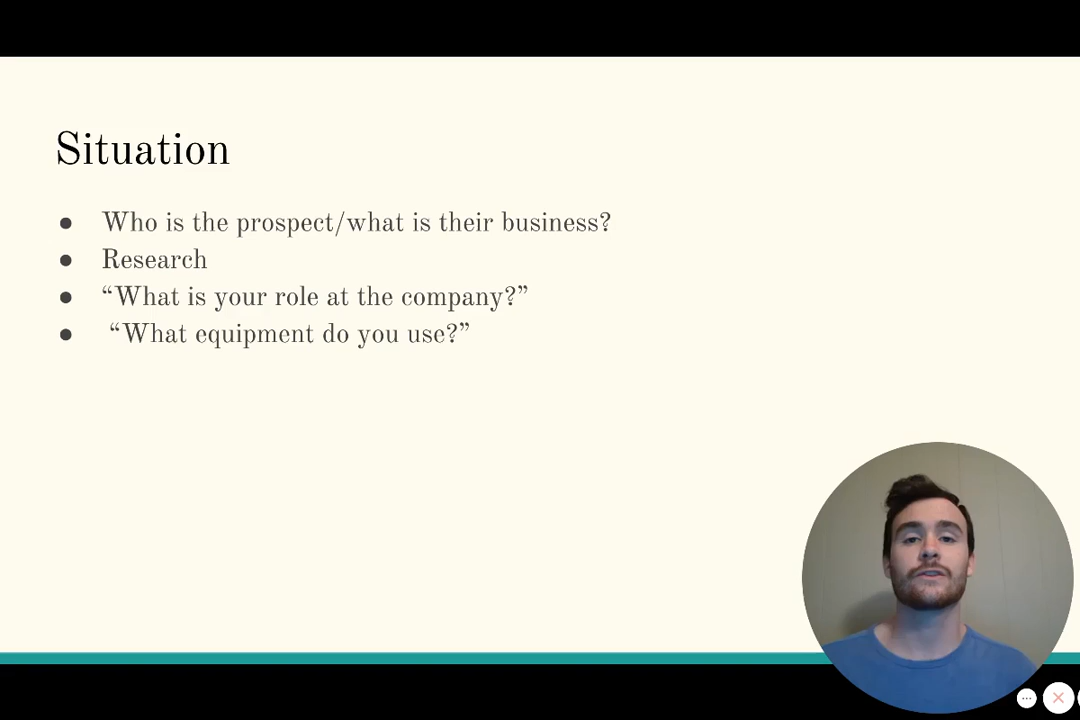 Situation
● Who is the prospect/what is their business?
● Research
● “What is your role at the company?”
● “What equipment do you use?”